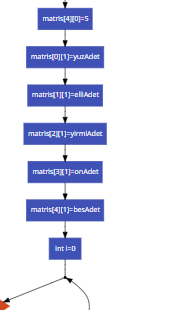 matris[4][0]=5
matris[0][1]=yuzAdet
matris[1][1]=elliAdet
matris[2][1]=yirmiAdet
matris[3][1]=onAdet
matris[4][1]=besAdet
int i=0